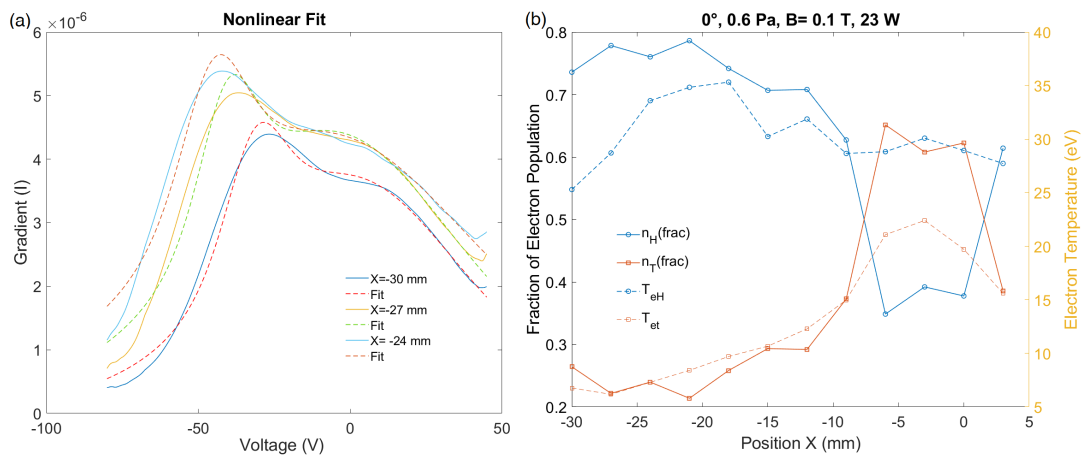 (a)
×10⁻⁶
Nonlinear Fit
6
5
4
3
2
1
0
Gradient (I)
-100
-50
0
50
Voltage (V)
X=-30 mm
Fit
X=-27 mm
Fit
X= -24 mm
Fit
(b)
0°, 0.6 Pa, B= 0.1 T, 23 W
0.8
0.7
0.6
0.5
0.4
0.3
0.2
Fraction of Electron Population
n_H(frac)
n_T(frac)
T_eH
T_et
-30
-25
-20
-15
-10
-5
0
5
Position X (mm)
40
35
30
25
20
15
10
5
Electron Temperature (eV)